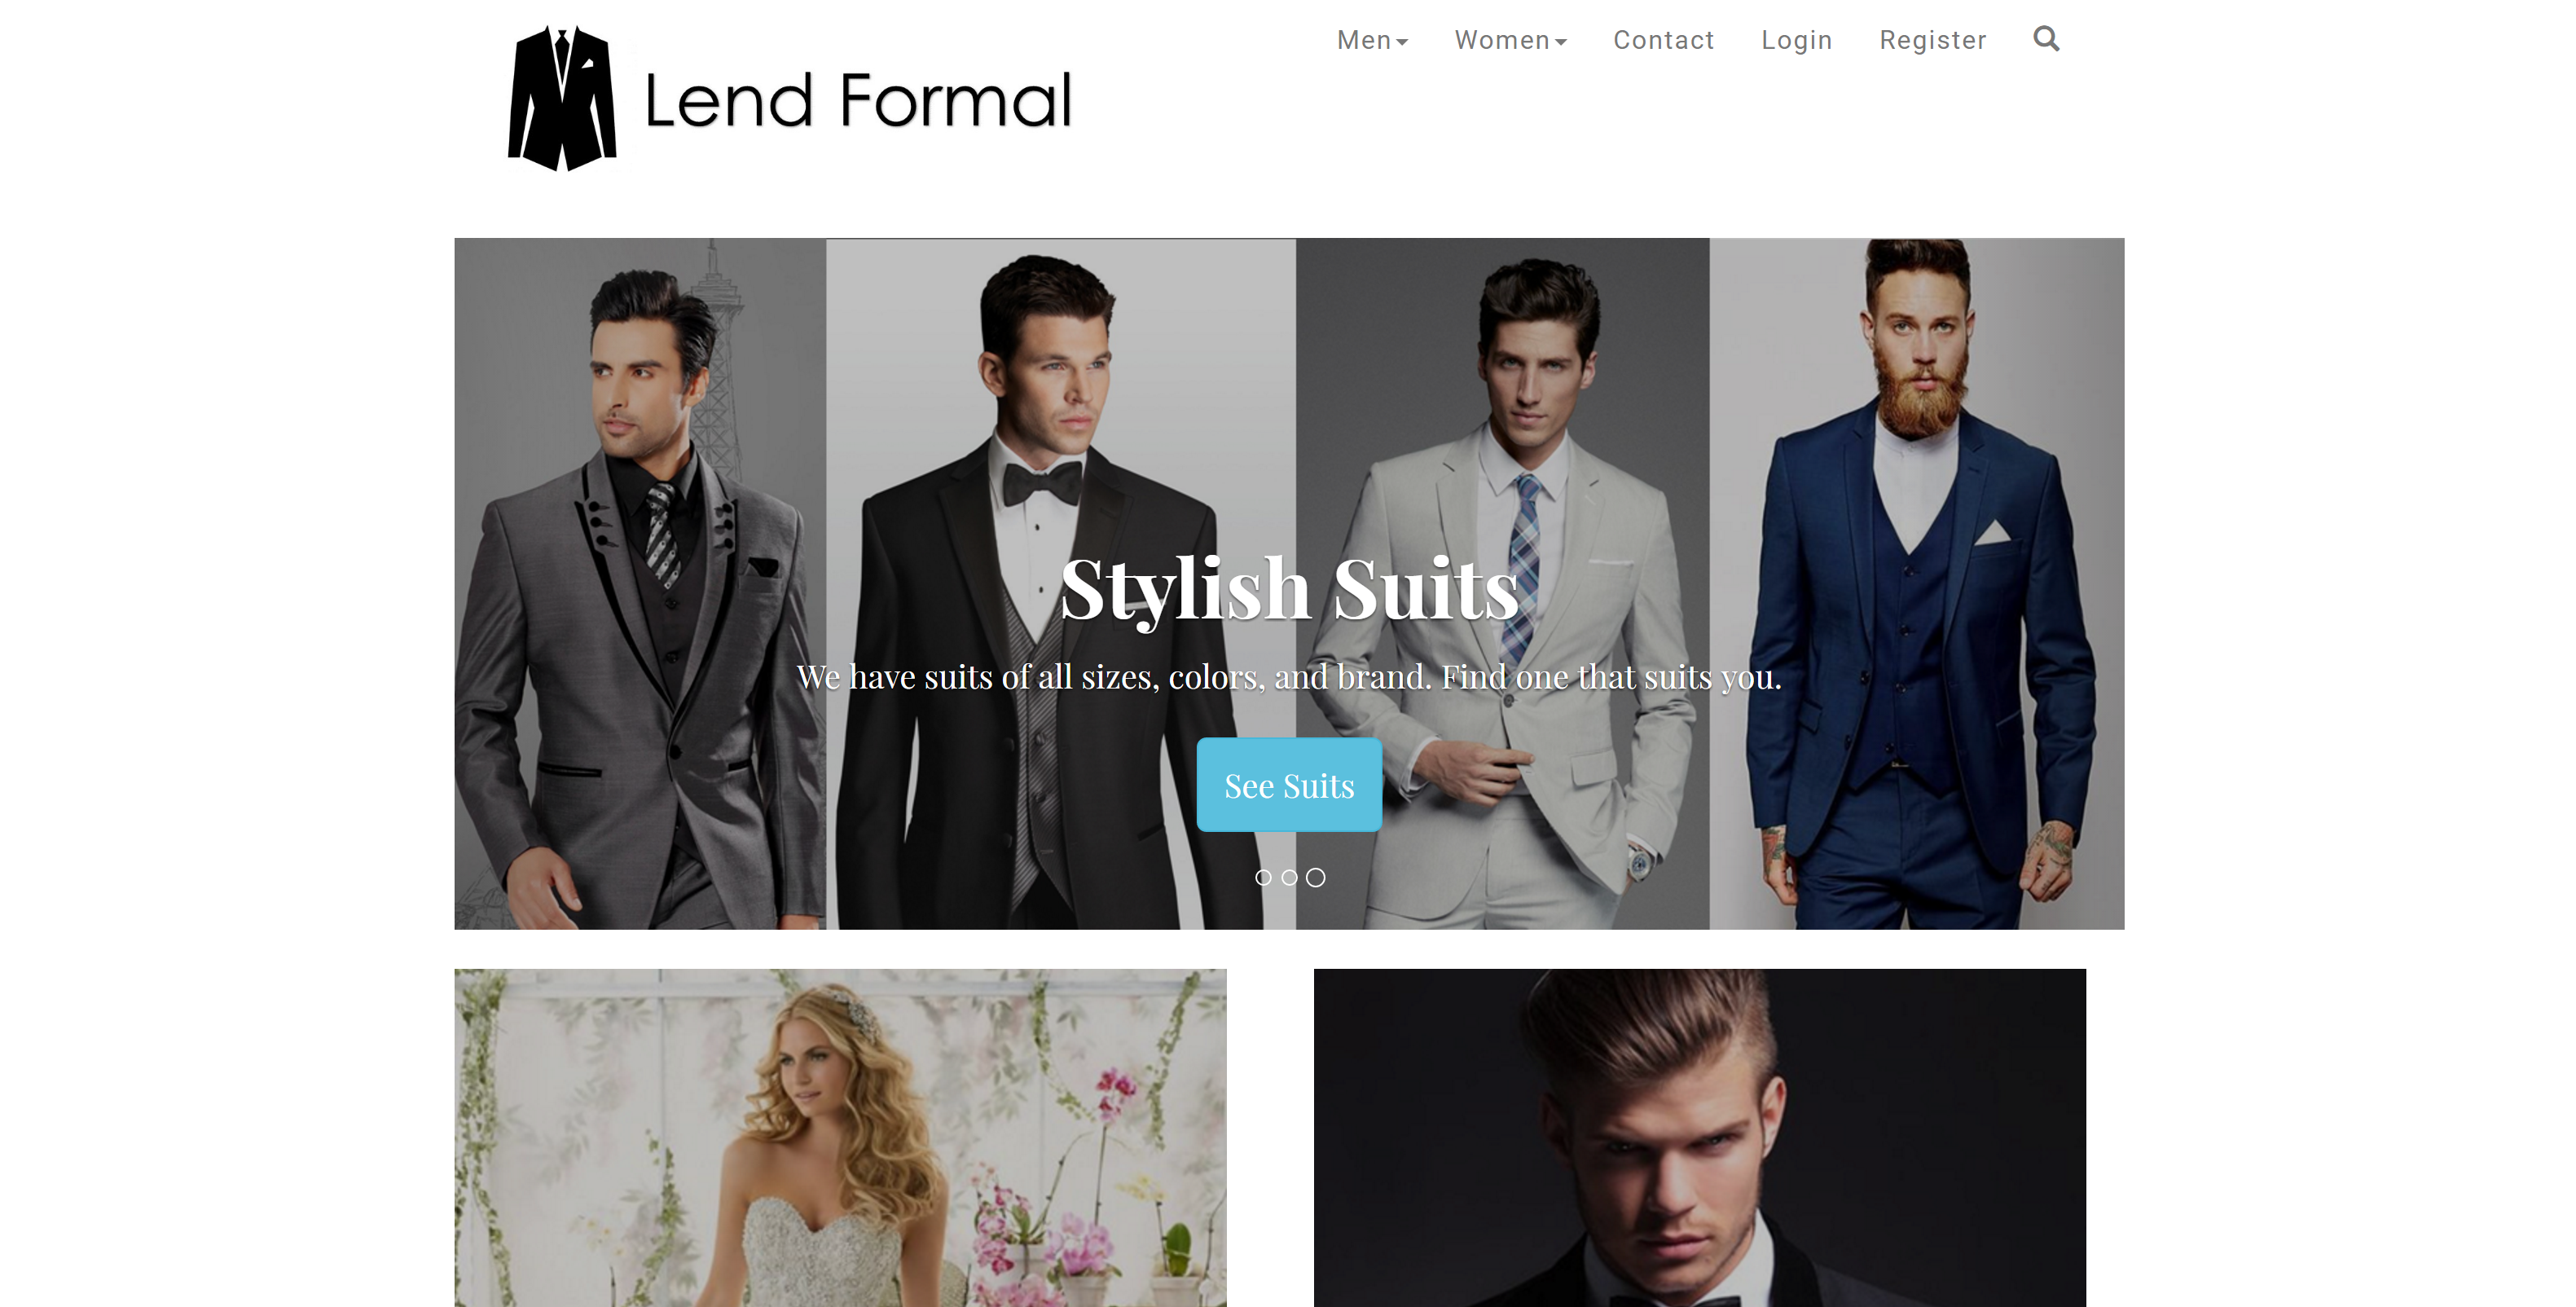 Lend Formal
Men Women Contact Login Register
Stylish Suits
We have suits of all sizes, colors, and brand. Find one that suits you.
See Suits